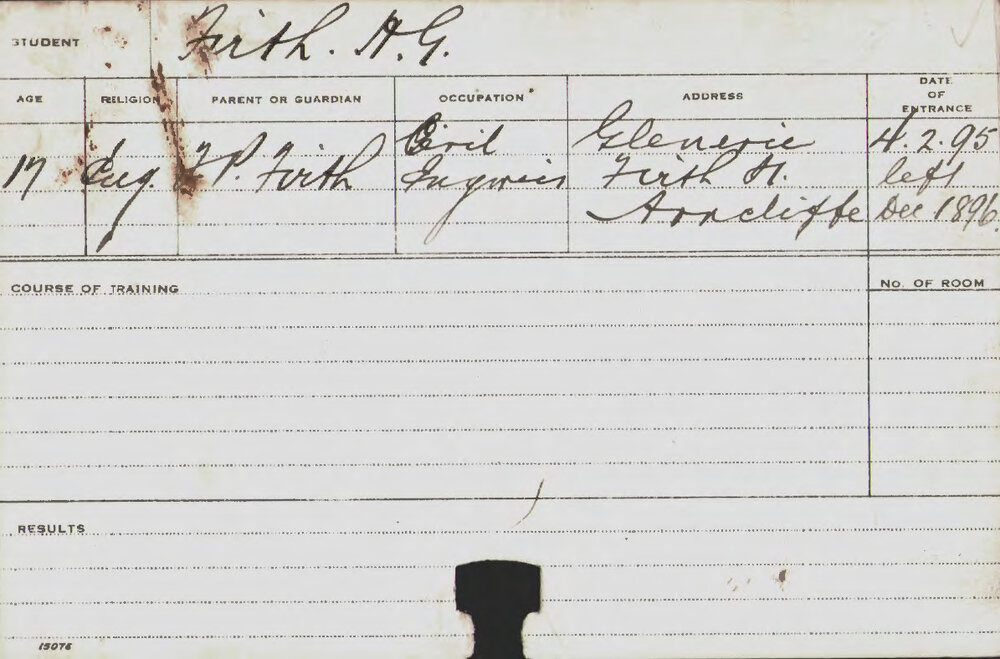 STUDENT Firth. H.G.
AGE RELIGION PARENT OR GUARDIAN OCCUPATION ADDRESS DATE OF ENTRANCE
17 Eng. P. Firth Civil Gleneric 4.2.95
Engineer Firth St. left
Arncliffe Dec 1896.
COURSE OF TRAINING No. OF ROOM
RESULTS
15076